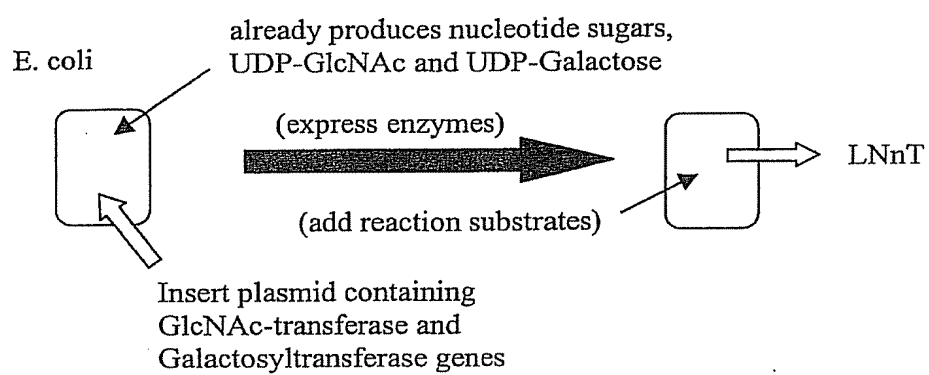 already produces nucleotide sugars,
E. coli
UDP-GlcNAc and UDP-Galactose
(express enzymes)
LNnT
(add reaction substrates)
Insert plasmid containing
GlcNAc-transferase and
Galactosyltransferase genes